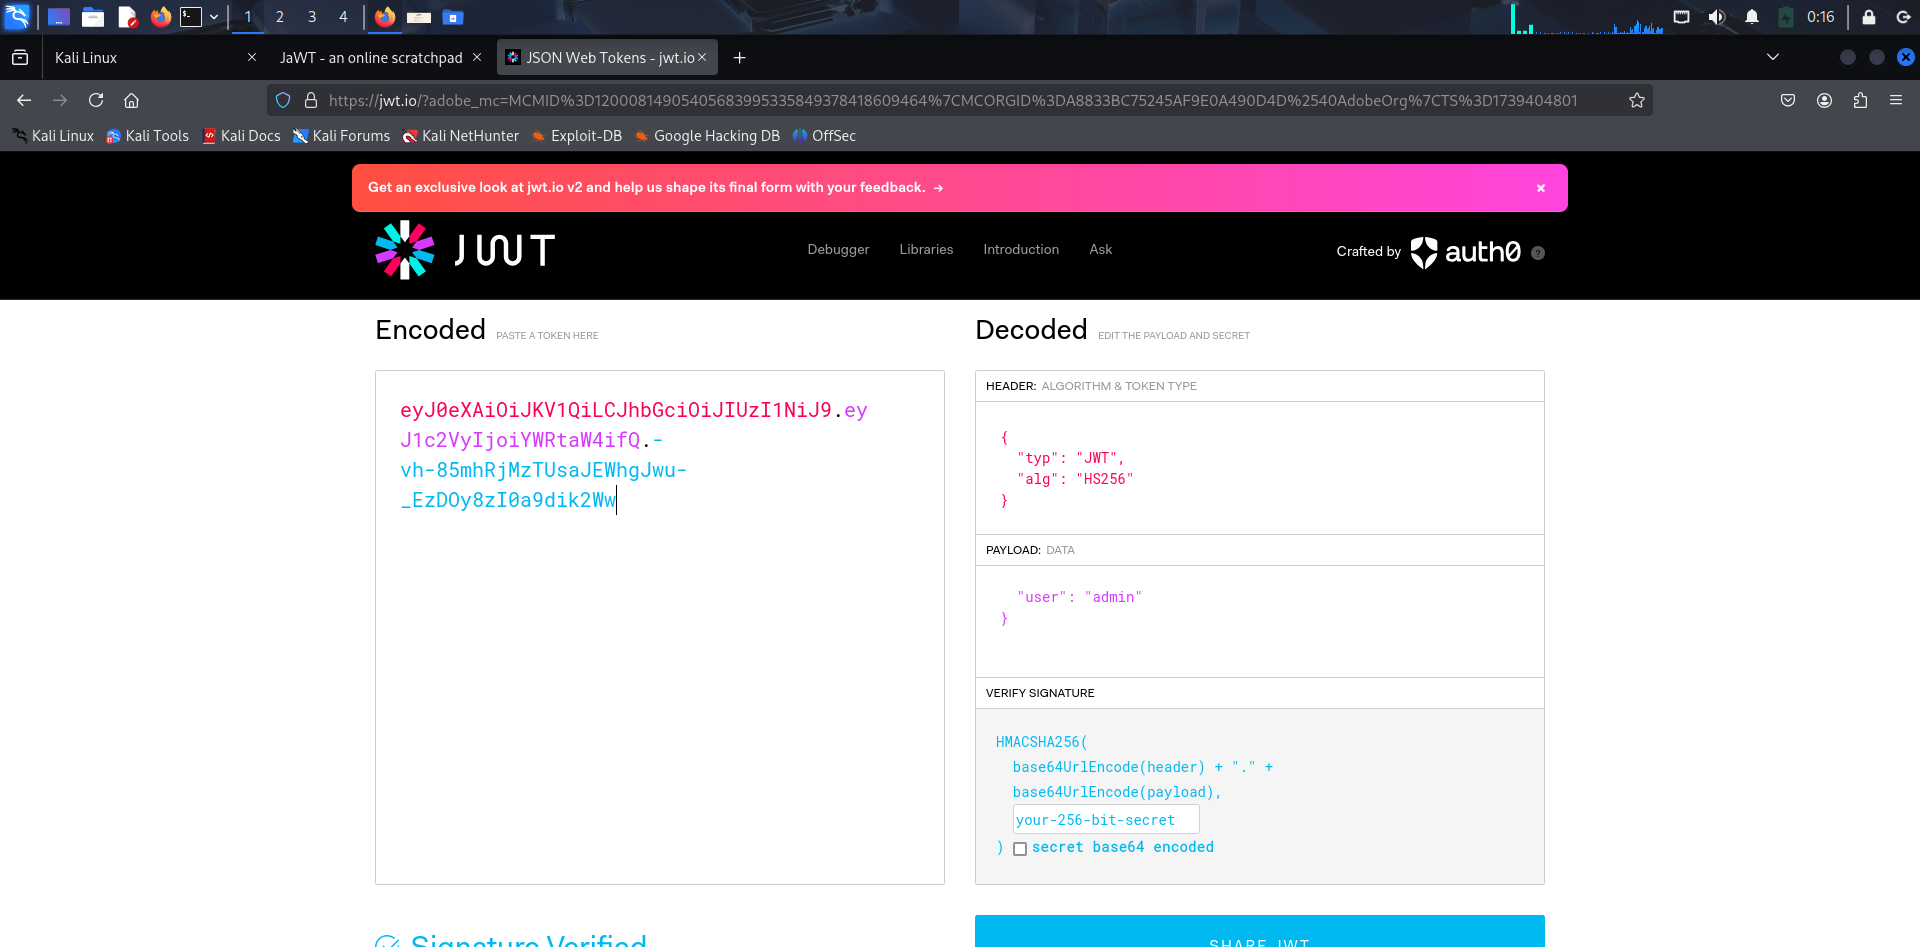 1 2 3 4 0:16
Kali Linux JaWT - an online scratchpad JSON Web Tokens - jwt.io
https://jwt.io/?adobe_mc=MCMID%3D12000814905405683995335849378418609464%7CMCORGID%3DA8833BC75245AF9E0A490D4D%2540AdobeOrg%7CTS%3D1739404801
Kali Linux Kali Tools Kali Docs Kali Forums Kali NetHunter Exploit-DB Google Hacking DB OffSec
Get an exclusive look at jwt.io v2 and help us shape its final form with your feedback. →
JWT Debugger Libraries Introduction Ask Crafted by auth0 ?
Encoded PASTE A TOKEN HERE
eyJ0eXAiOiJKV1QiLCJhbGciOiJIUzI1NiJ9.ey
J1c2VyIjoiYWRtaW4ifQ.-
vh-85mhRjMzTUsaJEWhgJwu-
_EzDOy8zI0a9dik2Ww
Decoded EDIT THE PAYLOAD AND SECRET
HEADER: ALGORITHM & TOKEN TYPE
{
"typ": "JWT",
"alg": "HS256"
}
PAYLOAD: DATA
"user": "admin"
}
VERIFY SIGNATURE
HMACSHA256(
base64UrlEncode(header) + "." +
base64UrlEncode(payload),
your-256-bit-secret
) secret base64 encoded
Signature Verified
SHARE JWT